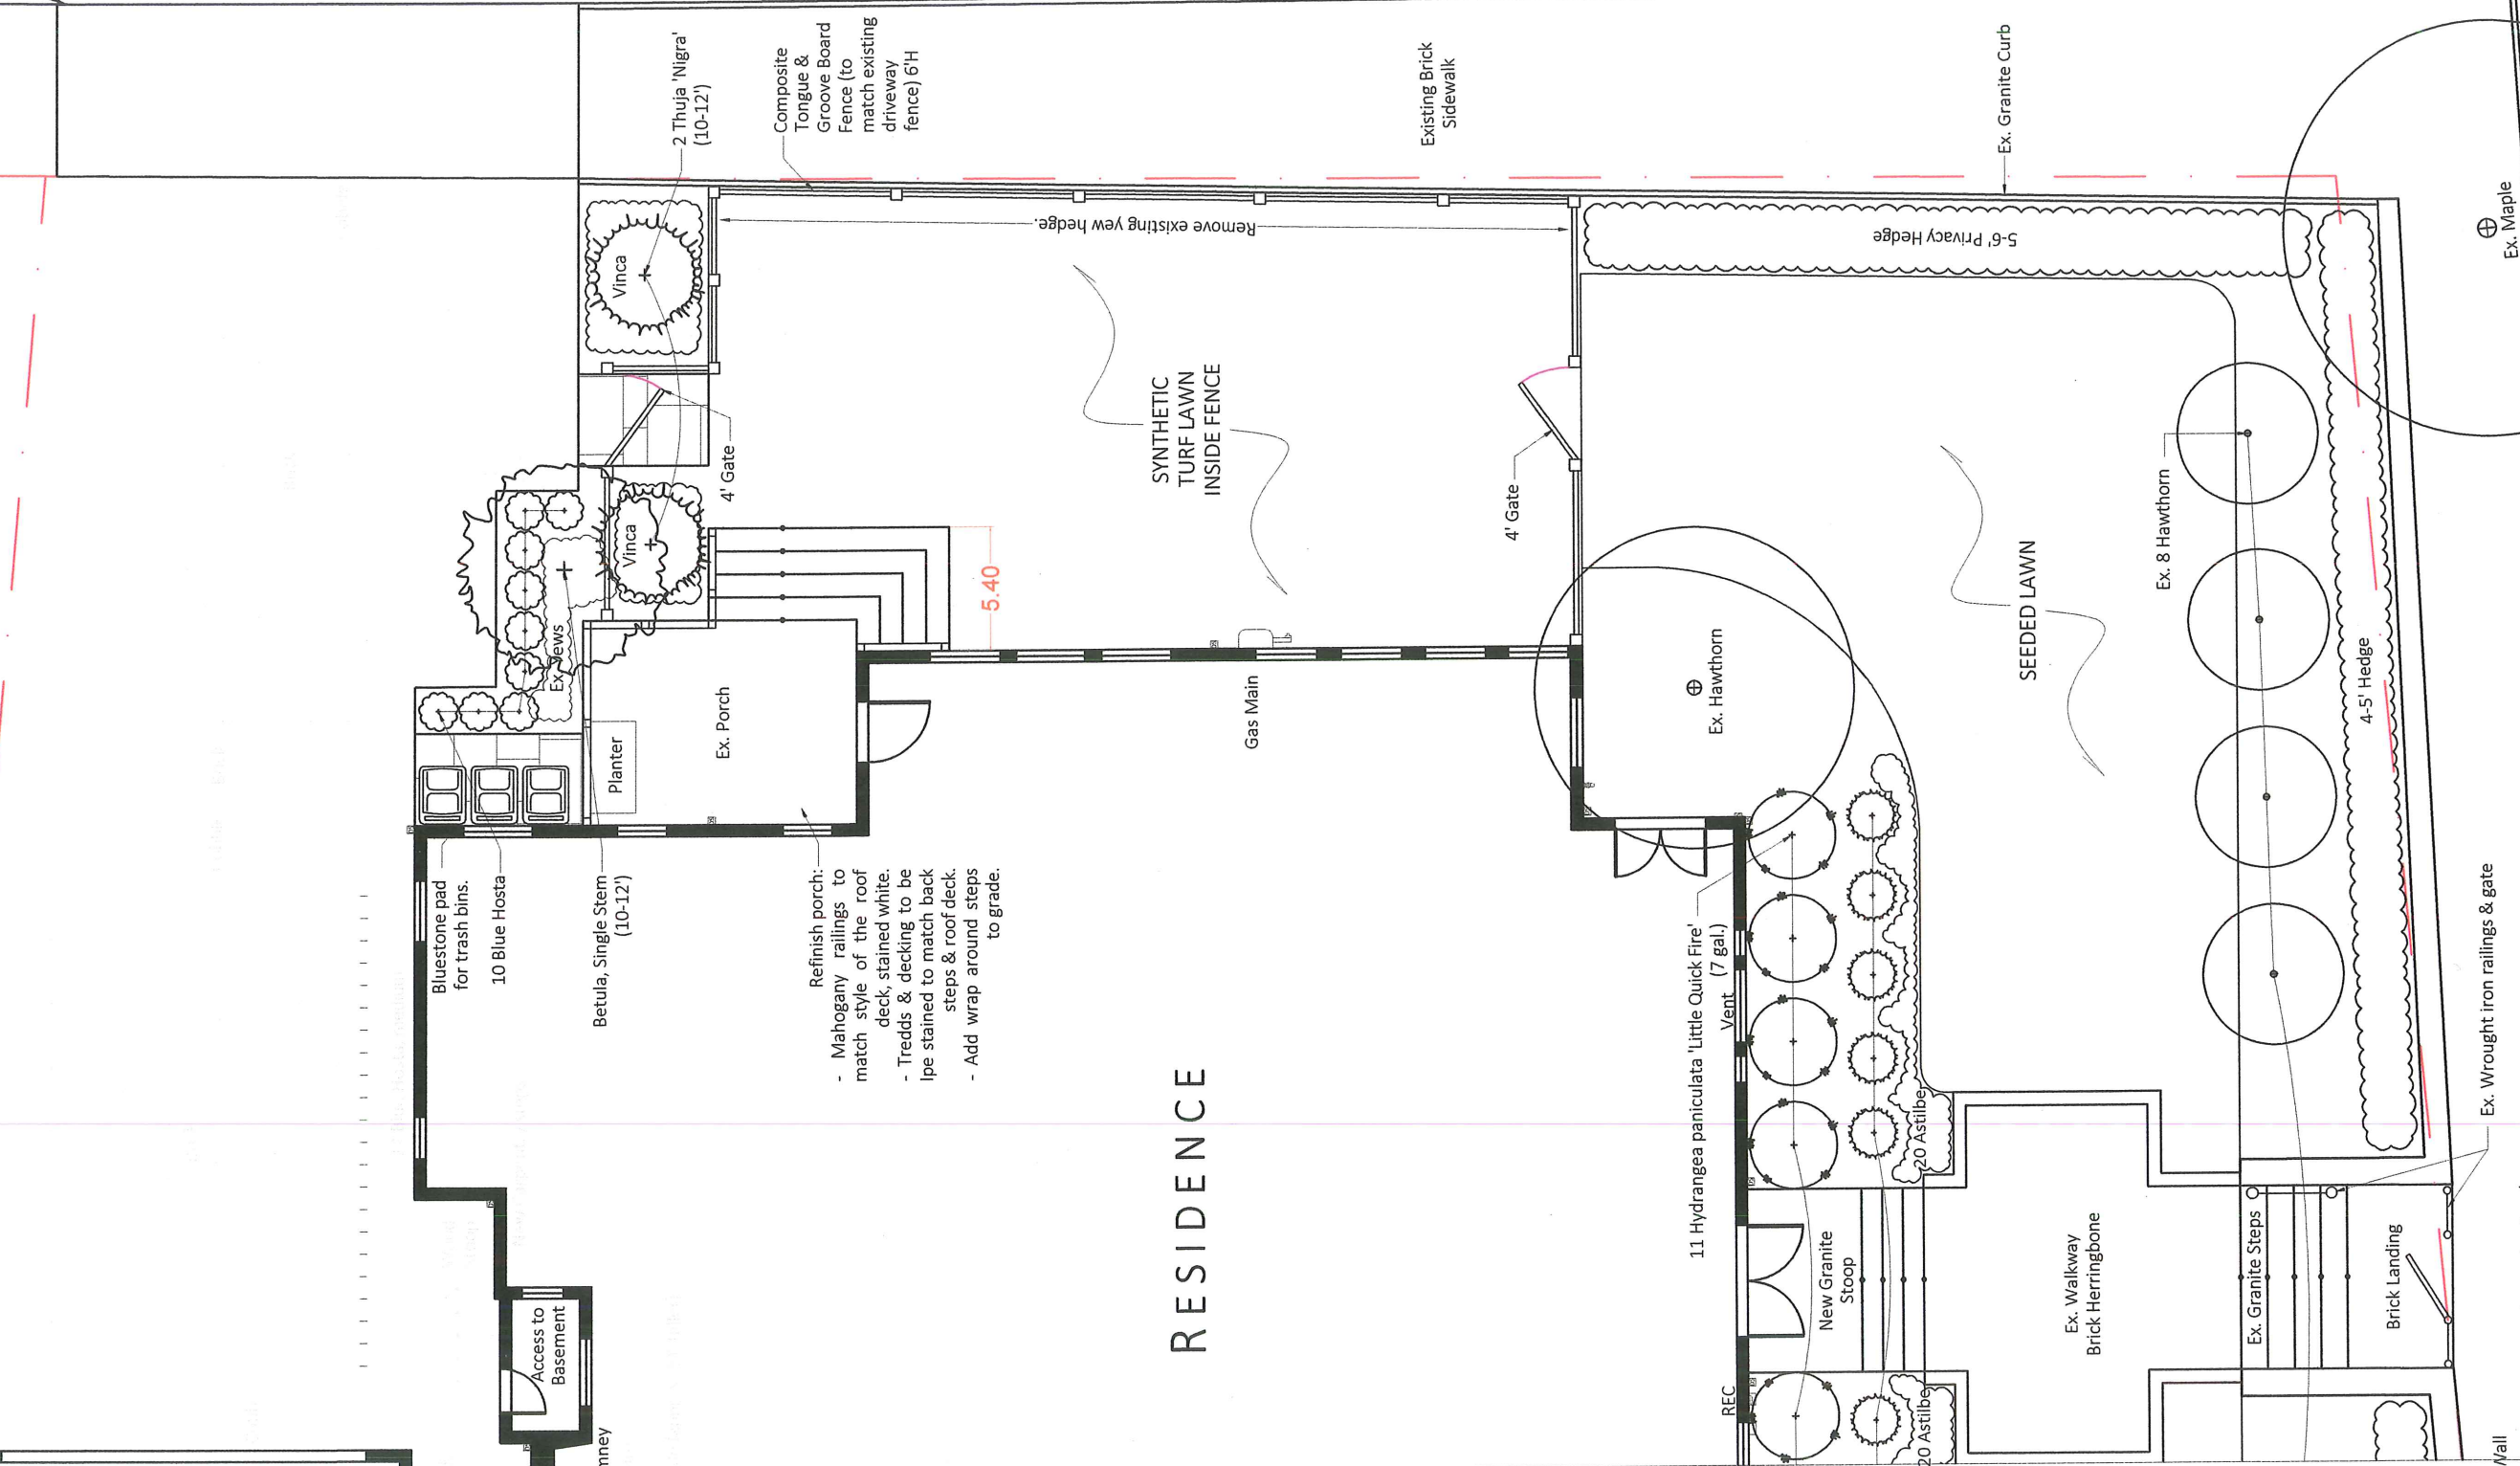 2 Thuja 'Nigra'
(10-12')
Composite
Tongue &
Groove Board
Fence (to
match existing
driveway
fence) 6'H
Existing Brick
Sidewalk
Ex. Granite Curb
Ex. Maple
Vinca
Remove existing yew hedge.
5-6' Privacy Hedge
4' Gate
SYNTHETIC
TURF LAWN
INSIDE FENCE
4' Gate
Vinca
5.40
Ex. 8 Hawthorn
SEEDED LAWN
4-5' Hedge
Ex. Yews
Ex. Porch
Planter
Gas Main
Ex. Hawthorn
Bluestone pad
for trash bins.
10 Blue Hosta
Betula, Single Stem
(10-12')
Refinish porch:
- Mahogany railings to
match style of the roof
deck, stained white.
- Tredds & decking to be
Ipe stained to match back
steps & roof deck.
- Add wrap around steps
to grade.
RESIDENCE
11 Hydrangea paniculata 'Little Quick Fire'
(7 gal.)
Vent
20 Astilbe
Ex. Wrought iron railings & gate
Access to
Basement
New Granite
Stoop
Ex. Walkway
Brick Herringbone
Ex. Granite Steps
Brick Landing
REC
20 Astilbe
mney
Wall